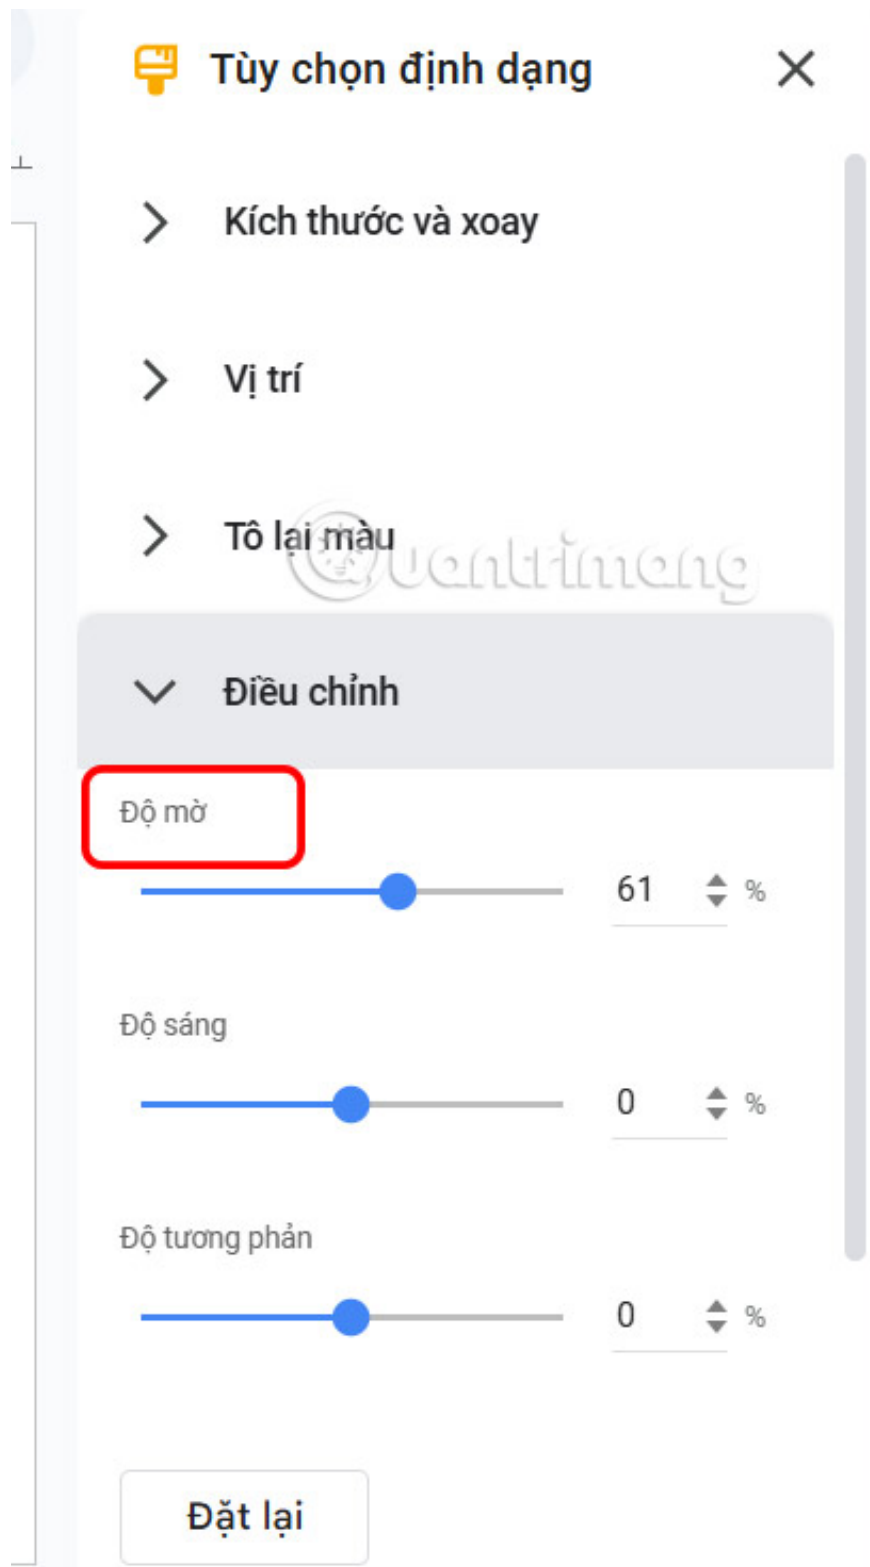 Tùy chọn định dạng
Kích thước và xoay
Vị trí
Tô lại màu
Quantrimang
Điều chỉnh
Độ mờ
61 %
Độ sáng
0 %
Độ tương phản
0 %
Đặt lại